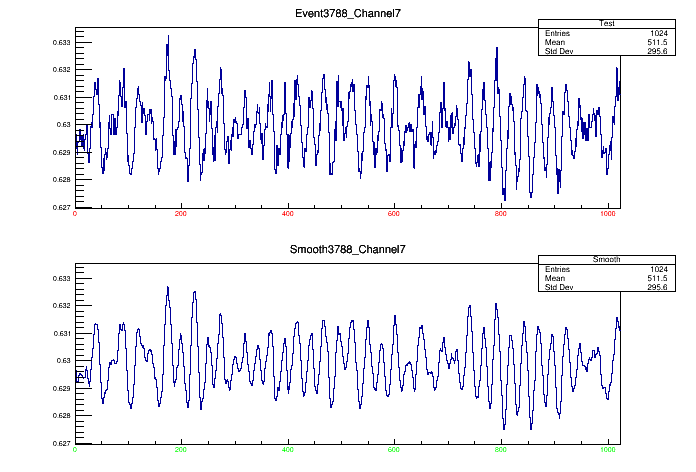 Event3788_Channel7
Test
Entries 1024
Mean 511.5
Std Dev 295.6
0.633
0.632
0.631
0.63
0.629
0.628
0.627
0 200 400 600 800 1000
Smooth3788_Channel7
Smooth
Entries 1024
Mean 511.5
Std Dev 295.6
0.633
0.632
0.631
0.63
0.629
0.628
0.627
0 200 400 600 800 1000